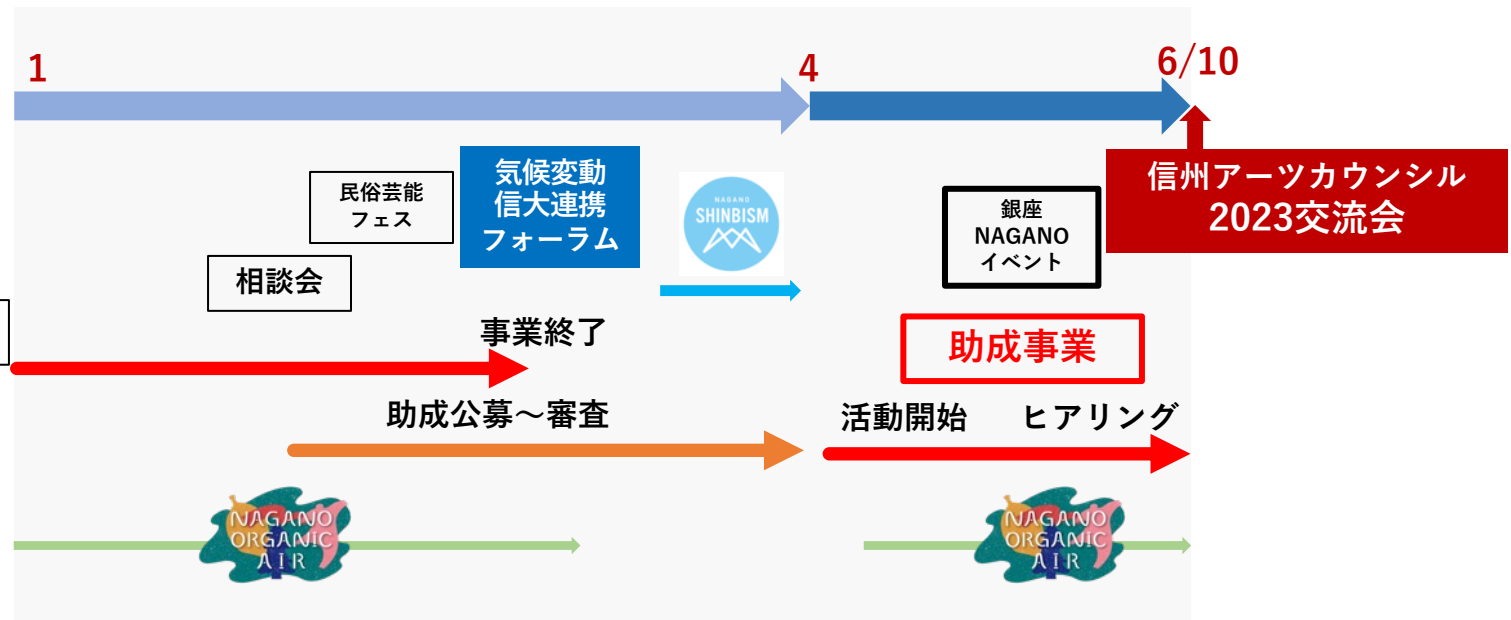 1
4
6/10
民俗芸能
フェス
気候変動
信大連携
フォーラム
NAGANO
SHINBISM
銀座
NAGANO
イベント
信州アーツカウンシル
2023交流会
相談会
事業終了
助成事業
助成公募～審査
活動開始
ヒアリング
NAGANO
ORGANIC
AIR
NAGANO
ORGANIC
AIR